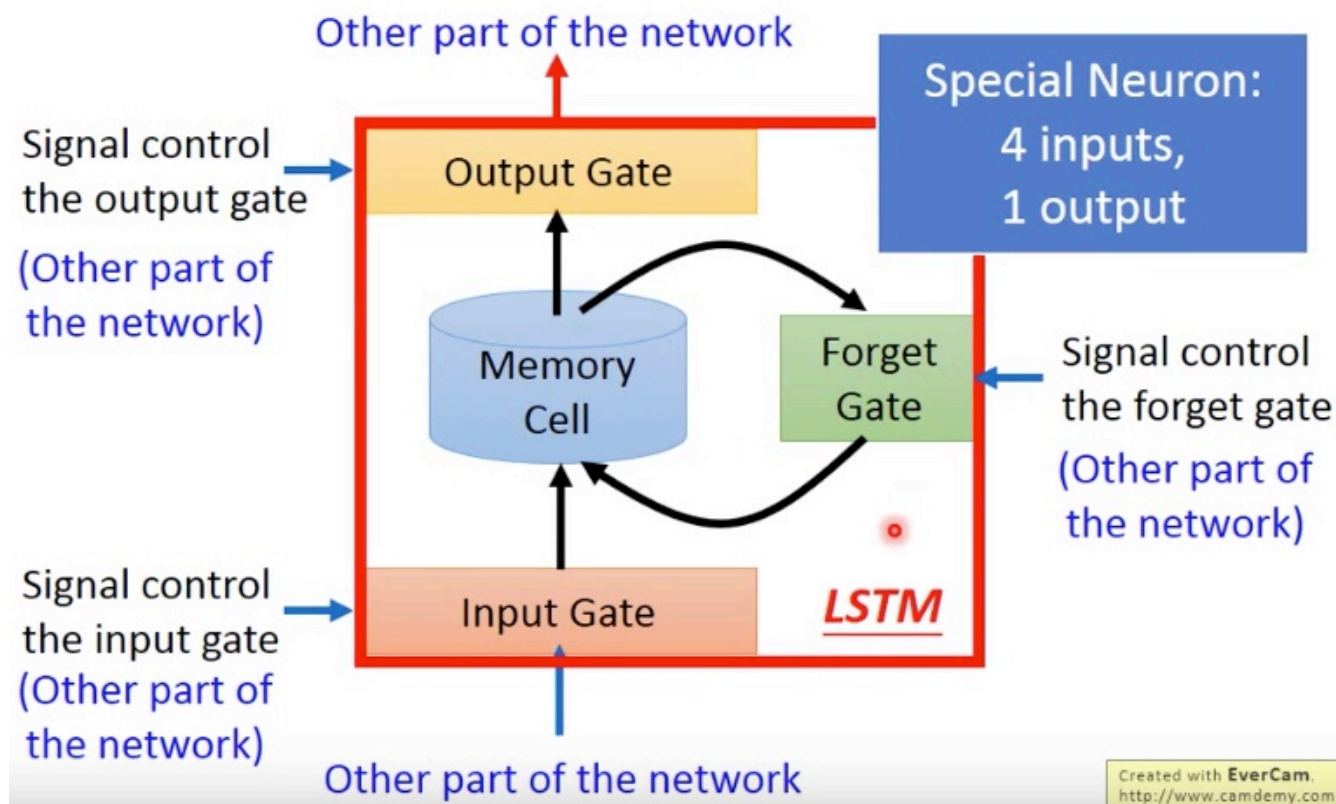 Other part of the network
Special Neuron:
4 inputs,
1 output
Signal control
the output gate
(Other part of
the network)
Output Gate
Memory
Cell
Forget
Gate
Signal control
the forget gate
(Other part of
the network)
Signal control
the input gate
(Other part of
the network)
Input Gate
LSTM
Other part of the network
Created with EverCam.
http://www.camdemy.com